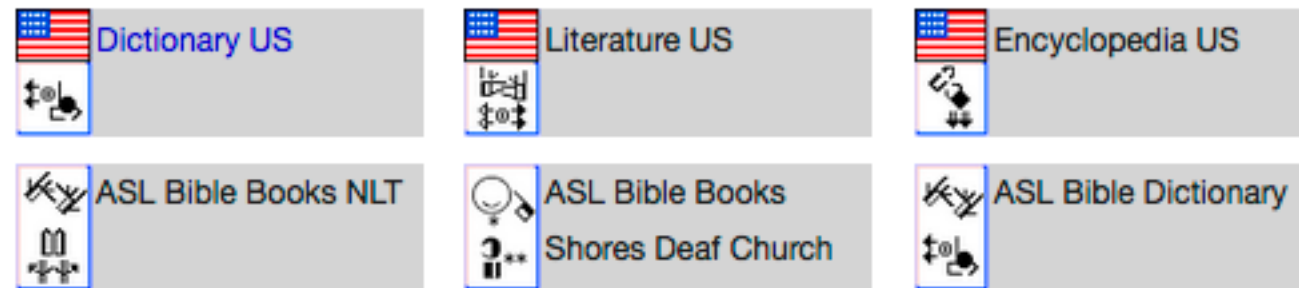 Dictionary US
Literature US
Encyclopedia US
ASL Bible Books NLT
ASL Bible Books
Shores Deaf Church
ASL Bible Dictionary